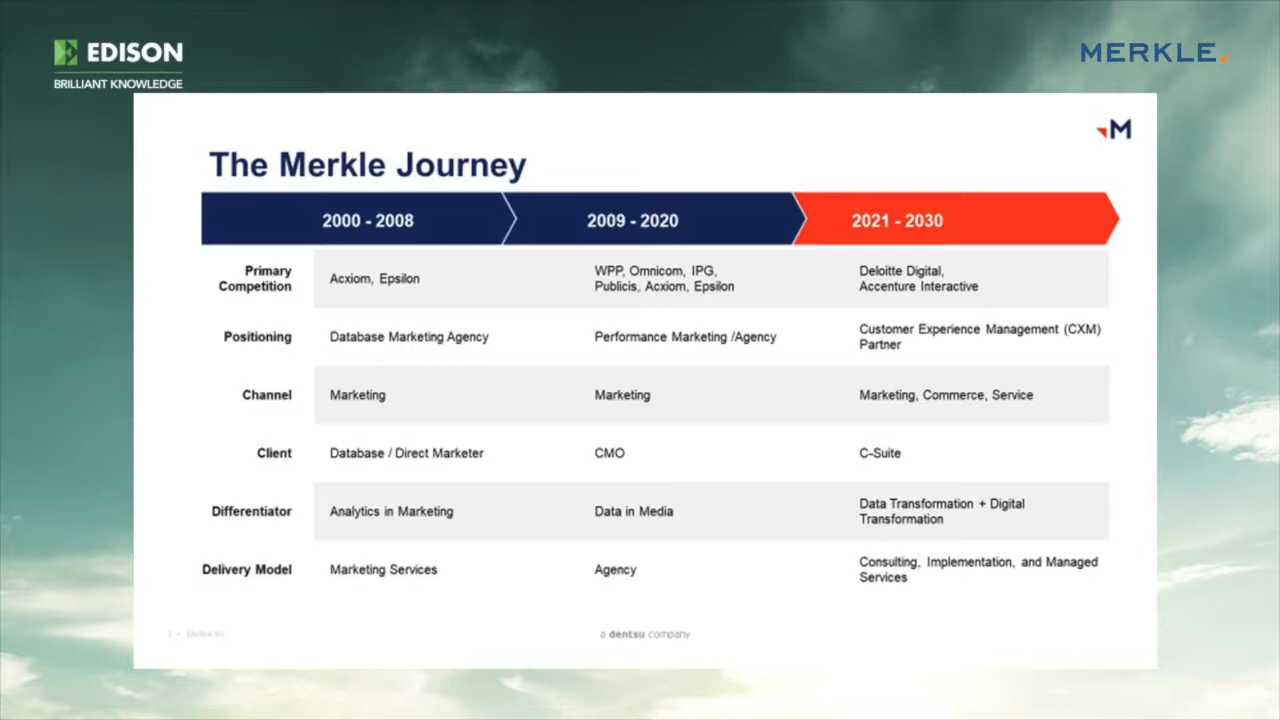 EDISON
BRILLIANT KNOWLEDGE
MERKLE.
M
The Merkle Journey
2000 - 2008
2009 - 2020
2021 - 2030
Primary
Competition
Acxiom, Epsilon
WPP, Omnicom, IPG,
Publicis, Acxiom, Epsilon
Deloitte Digital,
Accenture Interactive
Positioning
Database Marketing Agency
Performance Marketing /Agency
Customer Experience Management (CXM)
Partner
Channel
Marketing
Marketing
Marketing, Commerce, Service
Client
Database / Direct Marketer
CMO
C-Suite
Differentiator
Analytics in Marketing
Data in Media
Data Transformation + Digital
Transformation
Delivery Model
Marketing Services
Agency
Consulting, Implementation, and Managed
Services
a dentsu company